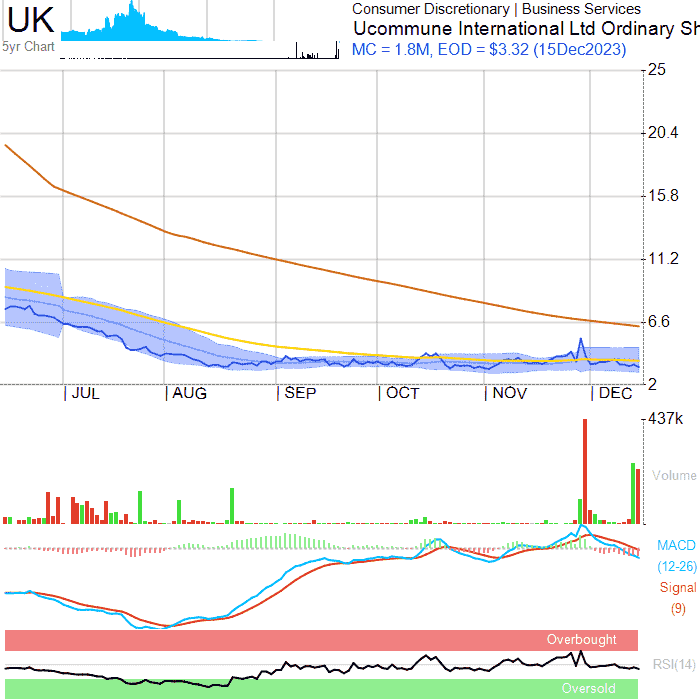 UK
5yr Chart
Consumer Discretionary | Business Services
Ucommune International Ltd Ordinary Sh
MC = 1.8M, EOD = $3.32 (15Dec2023)
25
20.4
15.8
11.2
6.6
2
JUL AUG SEP OCT NOV DEC
437k
Volume
MACD
(12-26)
Signal
(9)
Overbought
RSI(14)
Oversold